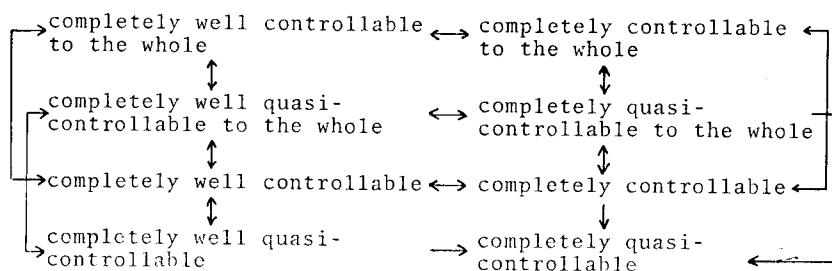 completely well controllable
to the whole
completely controllable
to the whole
completely well quasi-
controllable to the whole
completely quasi-
controllable to the whole
completely well controllable
completely controllable
completely well quasi-
controllable
completely quasi-
controllable